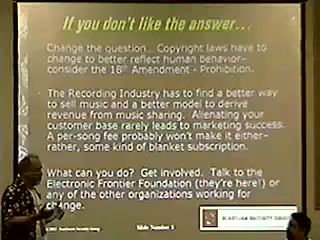 If you don't like the answer...
Change the question... Copyright laws have to
change to better reflect human behavior–
consider the 18th Amendment - Prohibition.
The Recording Industry has to find a better way
to sell music and a better model to derive
revenue from music sharing. Alienating your
customer base rarely leads to marketing success.
A per-song fee probably won't make it either–
rather, some kind of blanket subscription.
What can you do? Get involved. Talk to the
Electronic Frontier Foundation (they're here!) or
any of the other organizations working for
change.
Slide Number